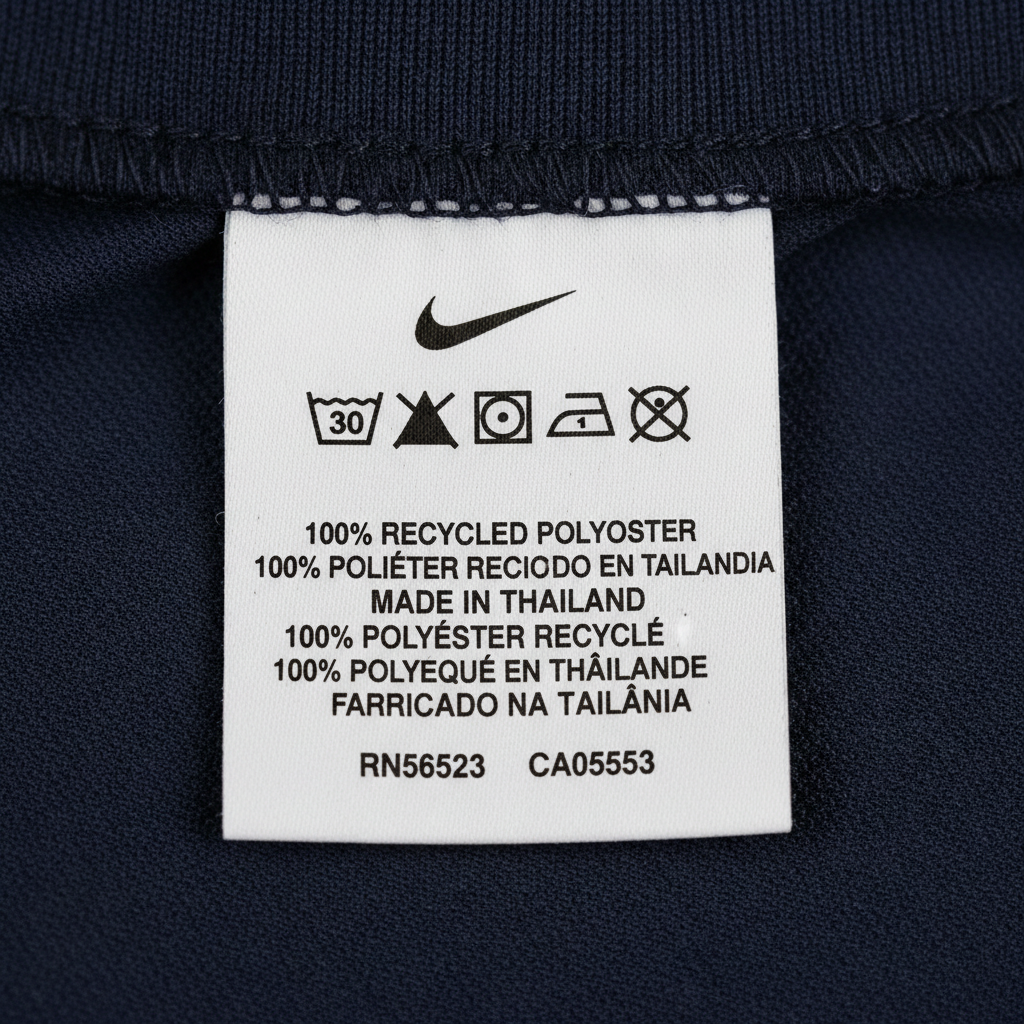 30
1
100% RECYCLED POLYOSTER
100% POLIÉTER RECIODO EN TAILANDIA
MADE IN THAILAND
100% POLYÉSTER RECYCLÉ
100% POLYEQUÉ EN THÂILANDE
FARRICADO NA TAILÂNIA
RN56523 CA05553